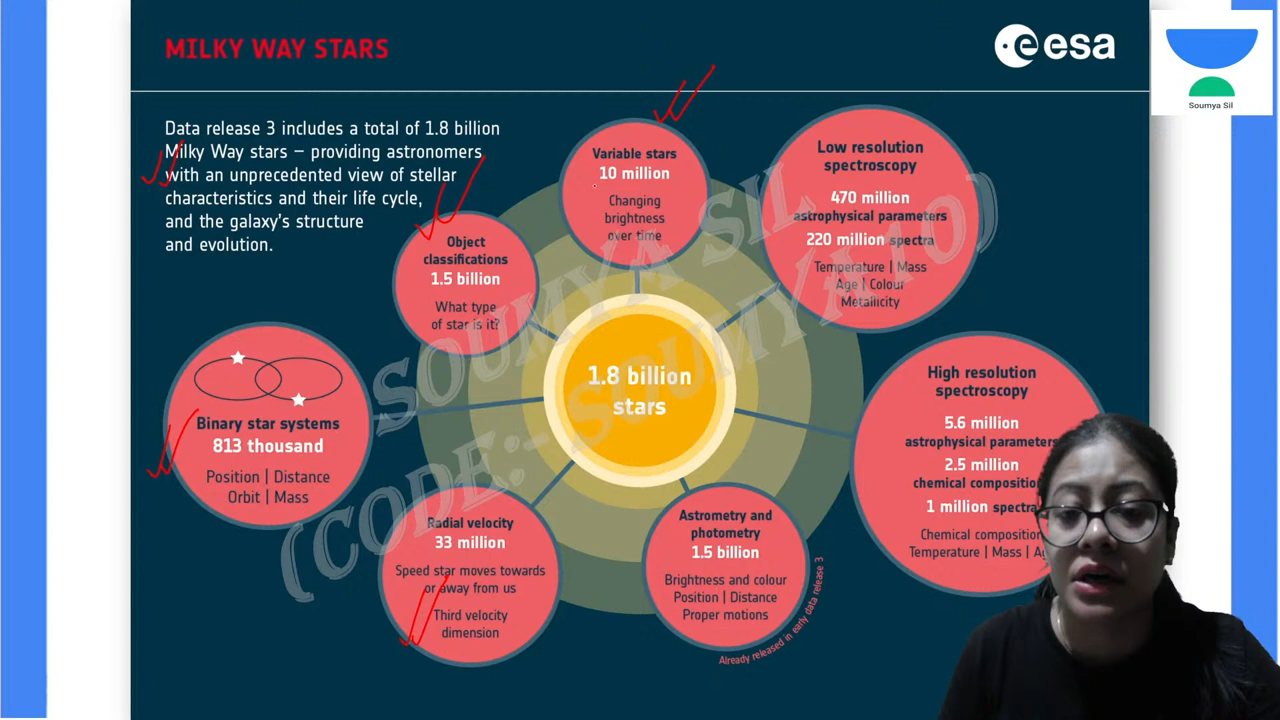 MILKY WAY STARS
esa
Soumya Sil
Data release 3 includes a total of 1.8 billion
Milky Way stars – providing astronomers
with an unprecedented view of stellar
characteristics and their life cycle,
and the galaxy's structure
and evolution.
Variable stars
10 million
Changing
brightness
over time
Low resolution
spectroscopy
470 million
astrophysical parameters
220 million spectra
Temperature | Mass
Age | Colour
Metallicity
Object
classifications
1.5 billion
What type
of star is it?
1.8 billion
stars
Binary star systems
813 thousand
Position | Distance
Orbit | Mass
High resolution
spectroscopy
5.6 million
astrophysical parameters
2.5 million
chemical
1 million spectra
Chemical composition
Temperature | Mass |
Radial velocity
33 million
Speed star moves towards
or away from us
Third velocity
dimension
Astrometry and
photometry
1.5 billion
Brightness and colour
Position | Distance
Proper motions
Already released in early data release 3
SOUMYA SIL
(CODE:- SOUMYA10)